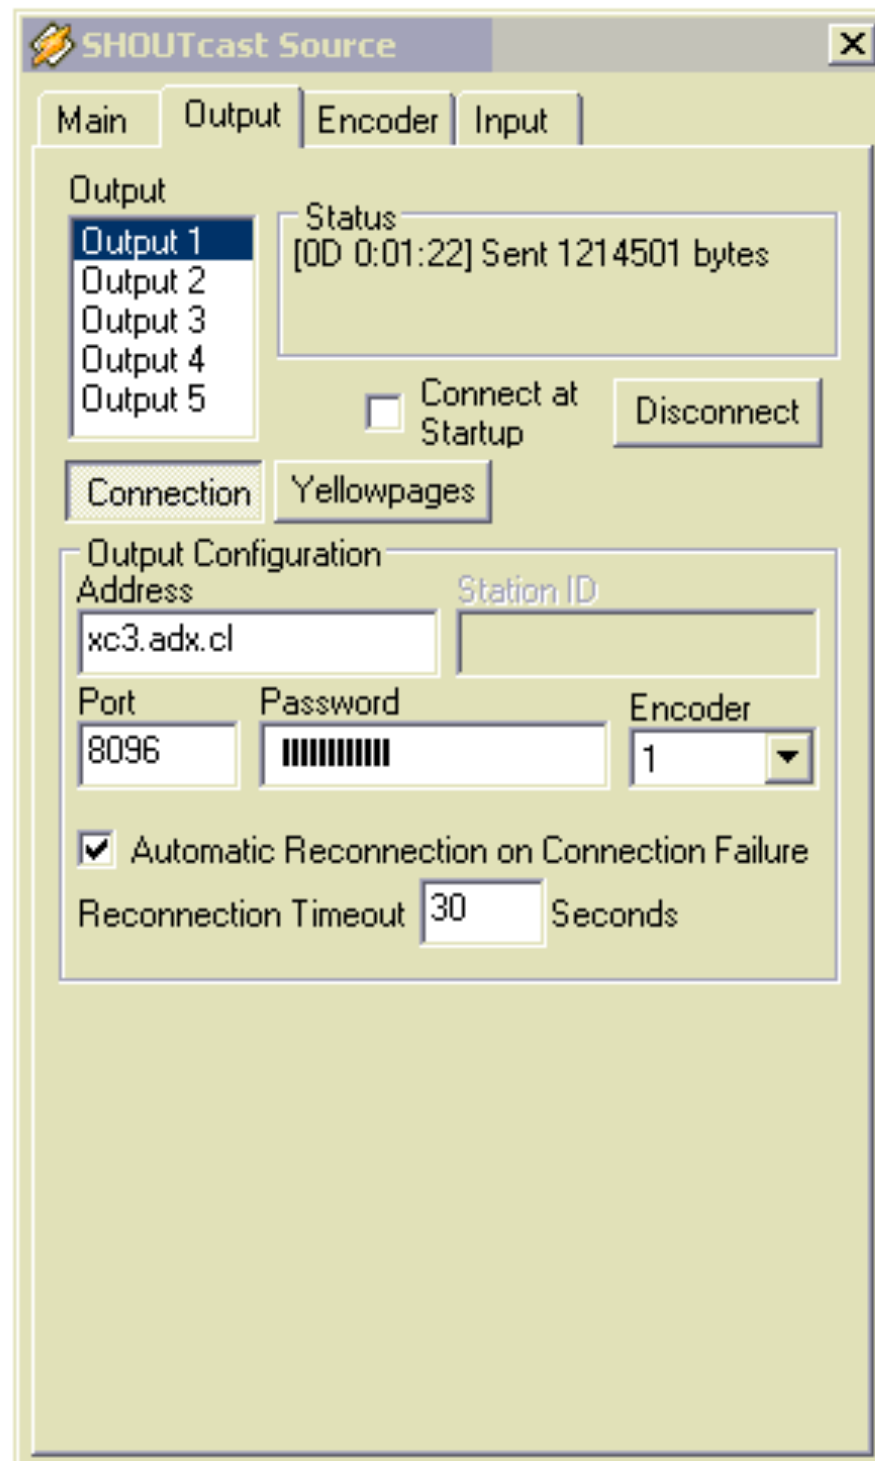 SHOUTcast Source
Main Output Encoder Input
Output
Output 1
Output 2
Output 3
Output 4
Output 5
Status
[0D 0:01:22] Sent 1214501 bytes
Connect at
Startup
Disconnect
Connection Yellowpages
Output Configuration
Address Station ID
xc3.adx.cl
Port Password Encoder
8096 1
Automatic Reconnection on Connection Failure
Reconnection Timeout 30 Seconds